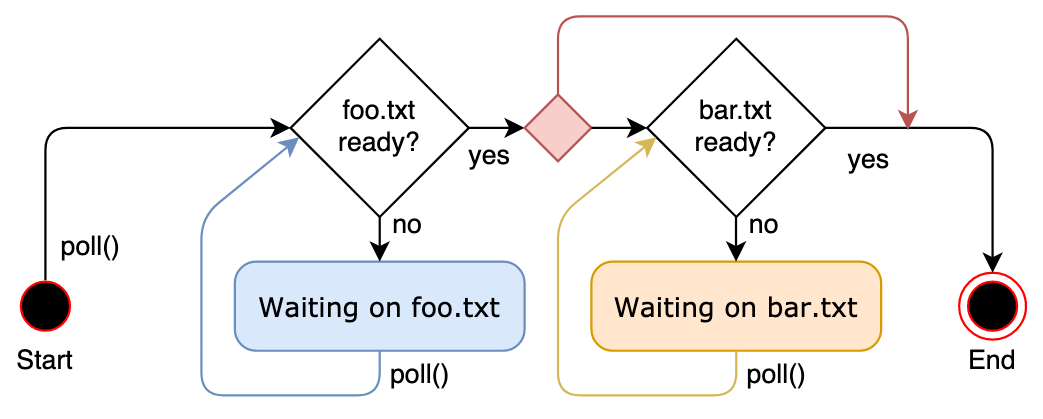 foo.txt
ready?
bar.txt
ready?
yes
yes
no
no
poll()
Waiting on foo.txt
Waiting on bar.txt
Start
poll()
poll()
End